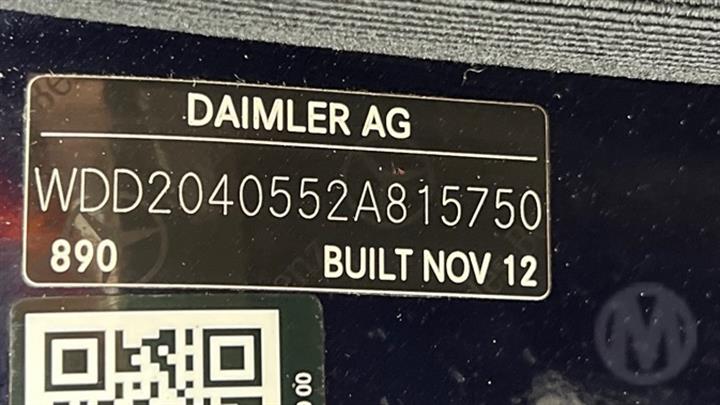 DAIMLER AG
WDD2040552A815750
890 BUILT NOV 12